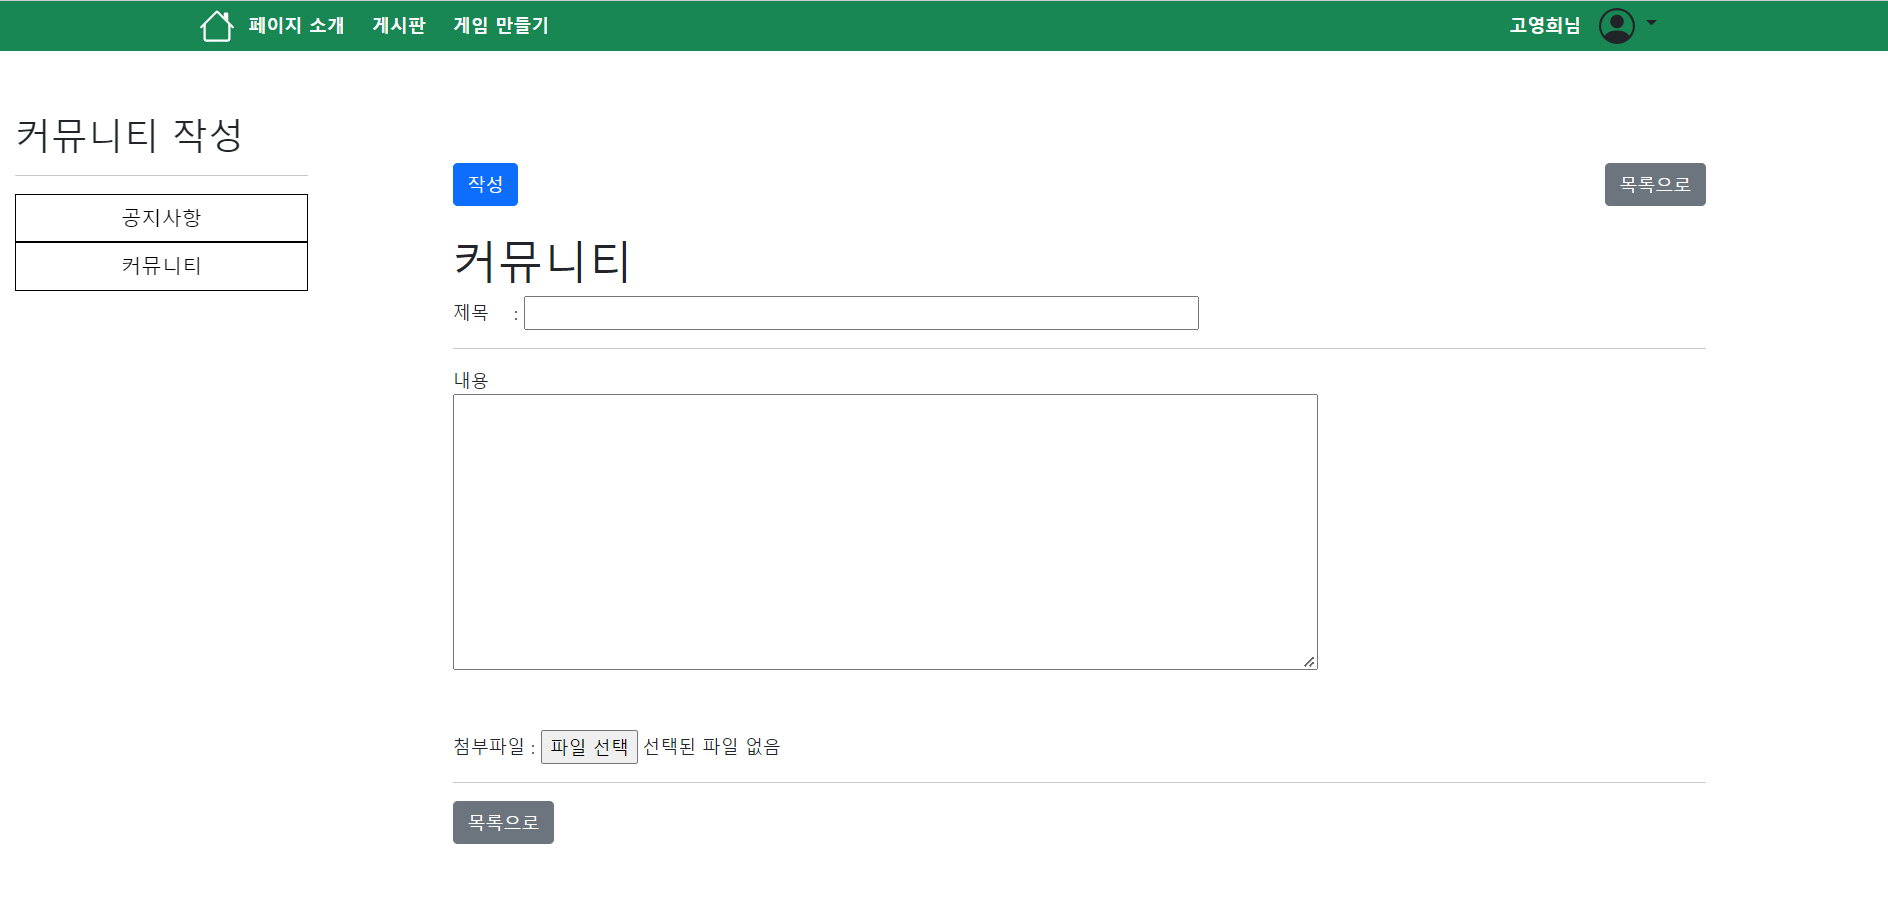 페이지 소개 게시판 게임 만들기 고영희님
커뮤니티 작성
공지사항
커뮤니티
작성 목록으로
커뮤니티
제목 :
내용
첨부파일 : 파일 선택 선택된 파일 없음
목록으로